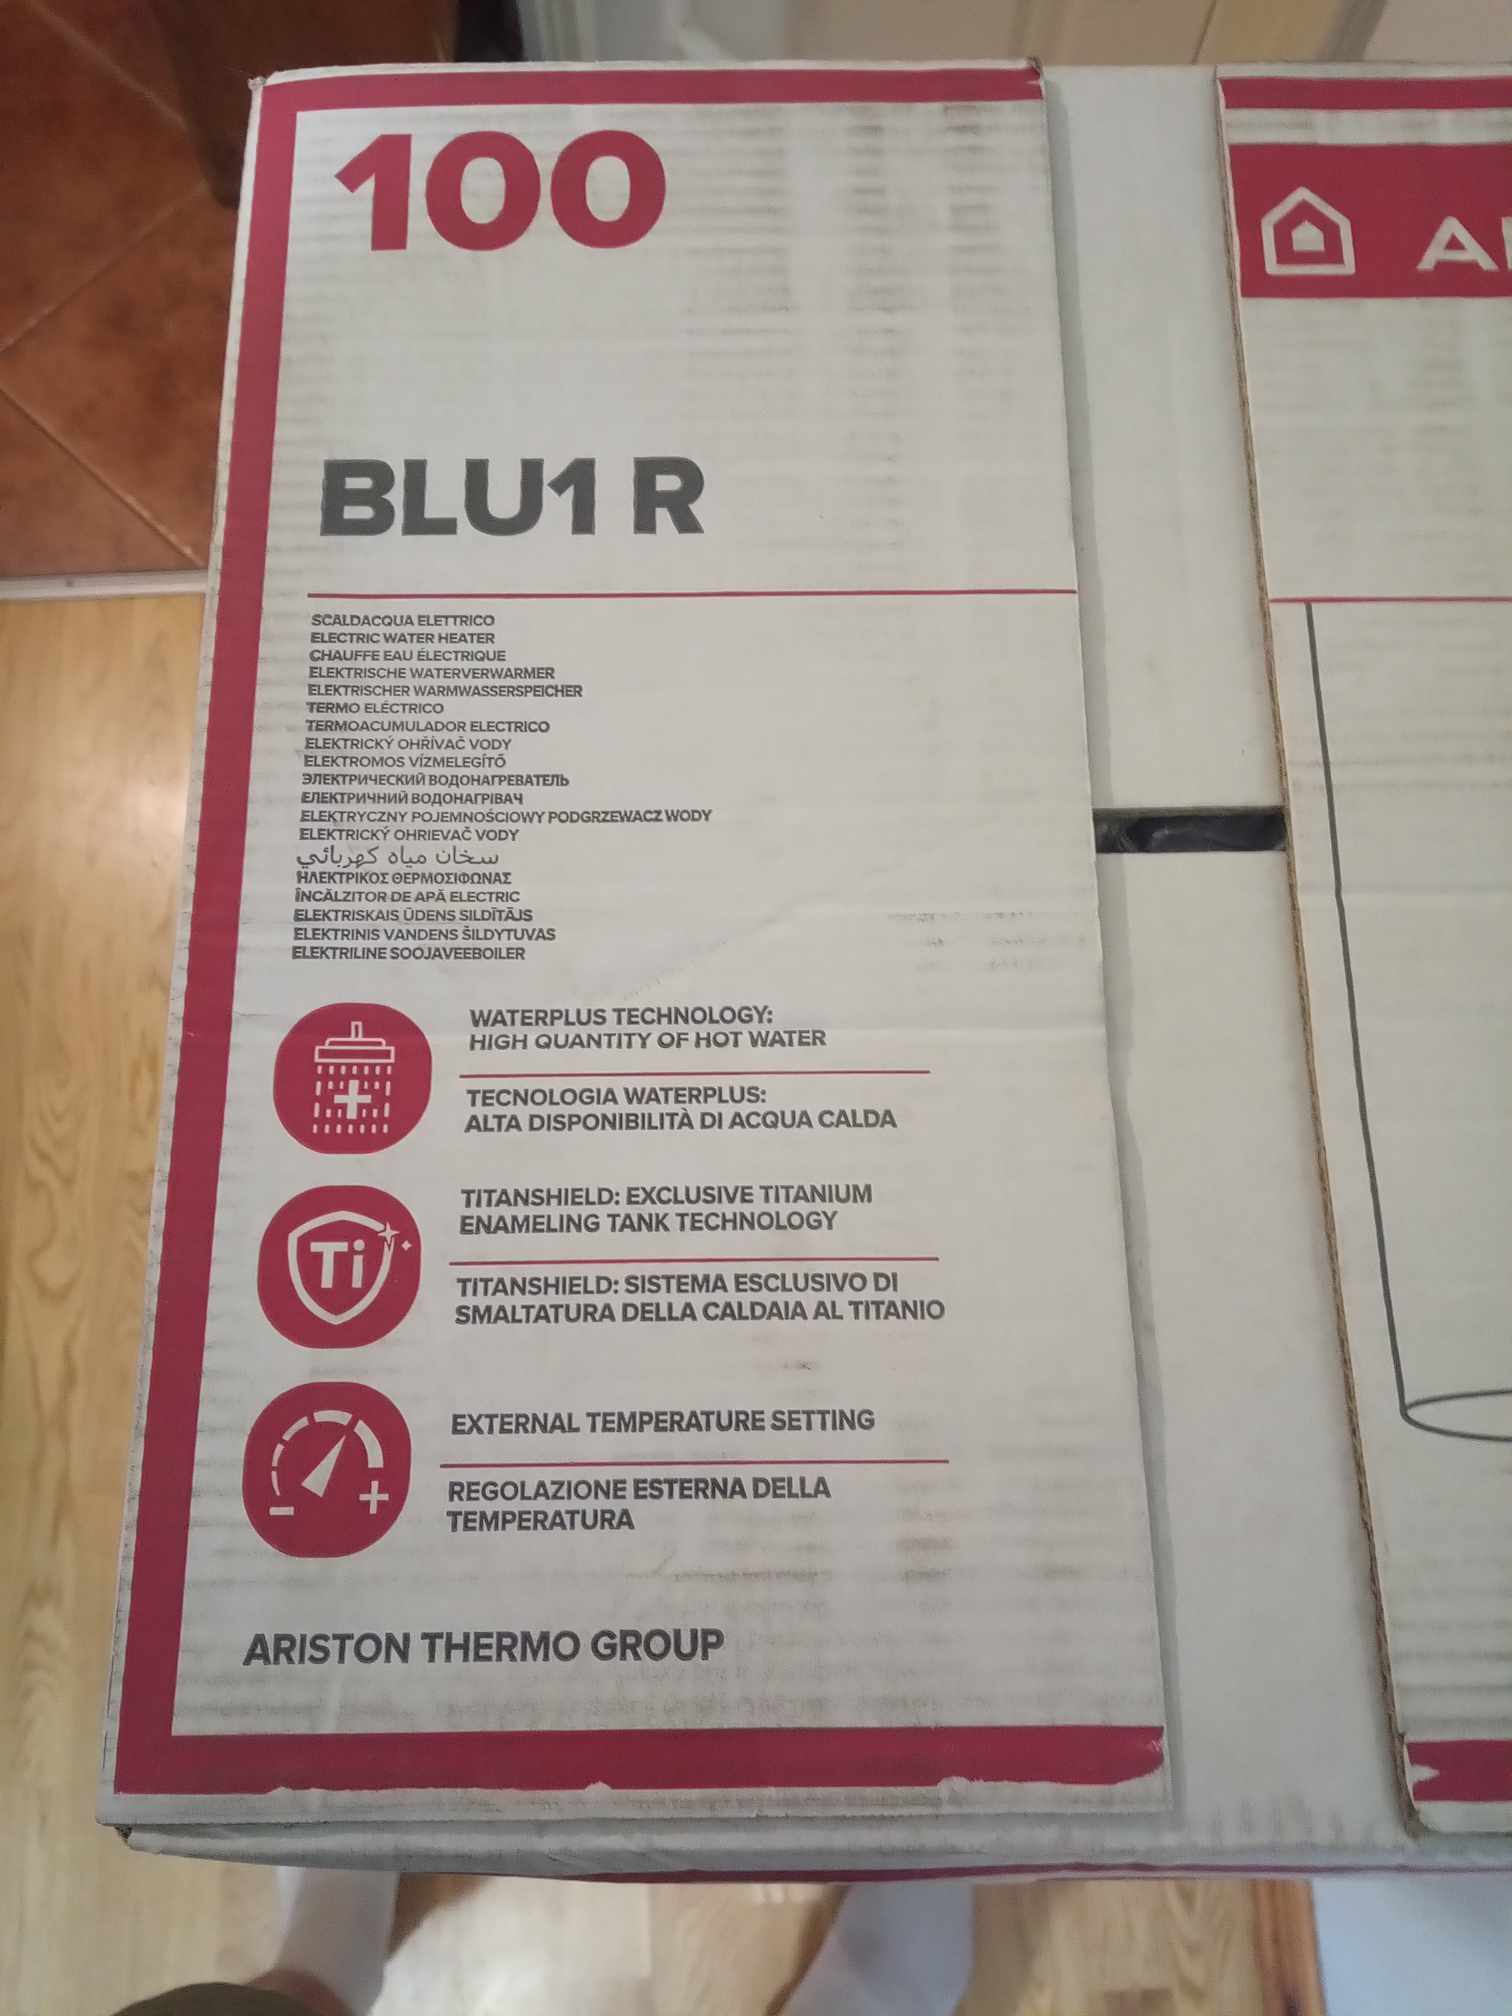 100
BLU1 R
SCALDACQUA ELETTRICO
ELECTRIC WATER HEATER
CHAUFFE EAU ÉLECTRIQUE
ELEKTRISCHE WATERVERWARMER
ELEKTRISCHER WARMWASSERSPEICHER
TERMO ELÉCTRICO
TERMOACUMULADOR ELECTRICO
ELEKTRICKÝ OHŘÍVAČ VODY
ELEKTROMOS VÍZMELEGÍTŐ
ЭЛЕКТРИЧЕСКИЙ ВОДОНАГРЕВАТЕЛЬ
ЕЛЕКТРИЧНИЙ ВОДОНАГРІВАЧ
ELEKTRYCZNY POJEMNOŚCIOWY PODGRZEWACZ WODY
ELEKTRICKÝ OHRIEVAČ VODY
سخان مياه كهربائي
ΗΛΕΚΤΡΙΚΟΣ ΘΕΡΜΟΣΙΦΩΝΑΣ
ÎNCĂLZITOR DE APĂ ELECTRIC
ELEKTRISKAIS ŪDENS SILDĪTĀJS
ELEKTRINIS VANDENS ŠILDYTUVAS
ELEKTRILINE SOOJAVEEBOILER
WATERPLUS TECHNOLOGY:
HIGH QUANTITY OF HOT WATER
TECNOLOGIA WATERPLUS:
ALTA DISPONIBILITÀ DI ACQUA CALDA
Ti
TITANSHIELD: EXCLUSIVE TITANIUM
ENAMELING TANK TECHNOLOGY
TITANSHIELD: SISTEMA ESCLUSIVO DI
SMALTATURA DELLA CALDAIA AL TITANIO
EXTERNAL TEMPERATURE SETTING
REGOLAZIONE ESTERNA DELLA
TEMPERATURA
ARISTON THERMO GROUP